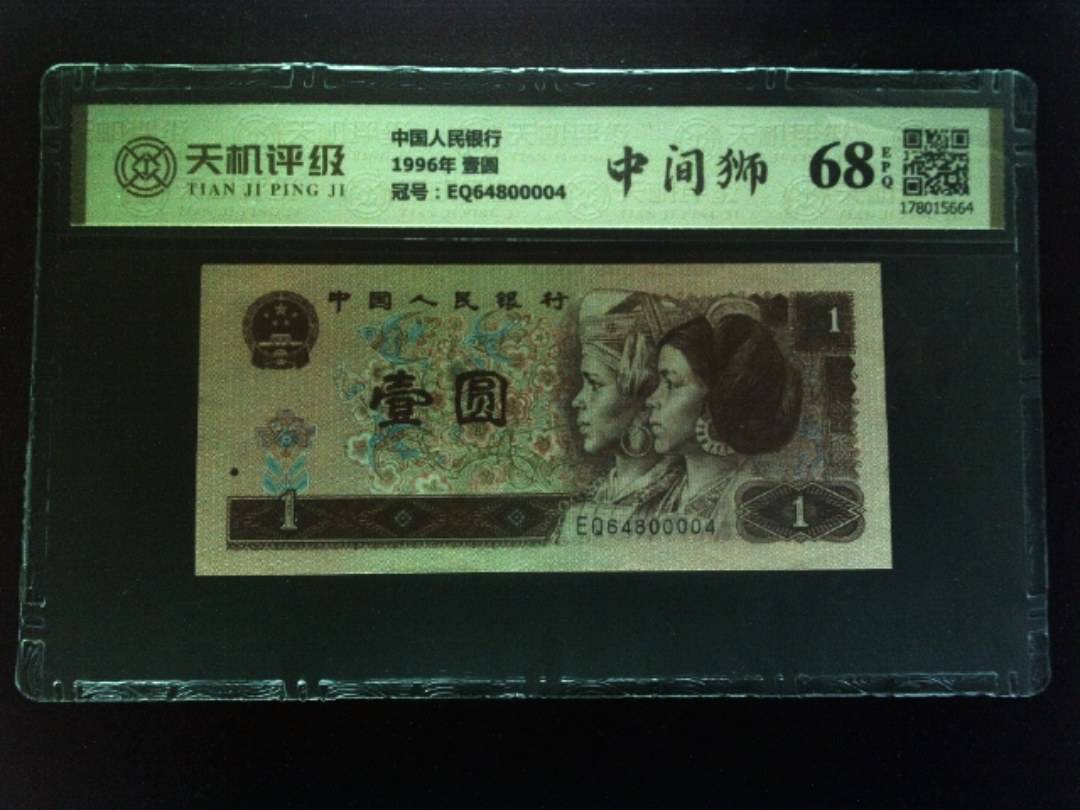 天机评级
TIAN JI PING JI
中国人民银行
1996年 壹圆
冠号：EQ64800004
中间狮
68
EPQ
178015664
中国人民银行
1
壹圆
1
EQ64800004
1